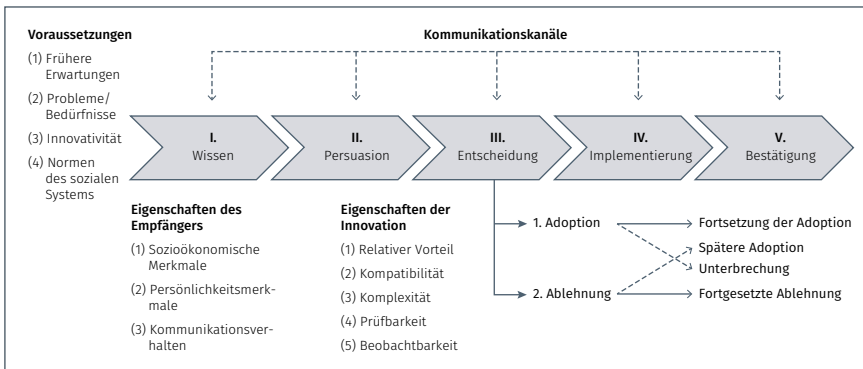 Voraussetzungen
(1) Frühere
Erwartungen
(2) Probleme/
Bedürfnisse
(3) Innovativität
(4) Normen
des sozialen
Systems
Kommunikationskanäle
I.
Wissen
II.
Persuasion
III.
Entscheidung
IV.
Implementierung
V.
Bestätigung
Eigenschaften des
Empfängers
(1) Sozioökonomische
Merkmale
(2) Persönlichkeitsmerk-
male
(3) Kommunikationsver-
halten
Eigenschaften der
Innovation
(1) Relativer Vorteil
(2) Kompatibilität
(3) Komplexität
(4) Prüfbarkeit
(5) Beobachtbarkeit
1. Adoption
2. Ablehnung
Fortsetzung der Adoption
Spätere Adoption
Unterbrechung
Fortgesetzte Ablehnung